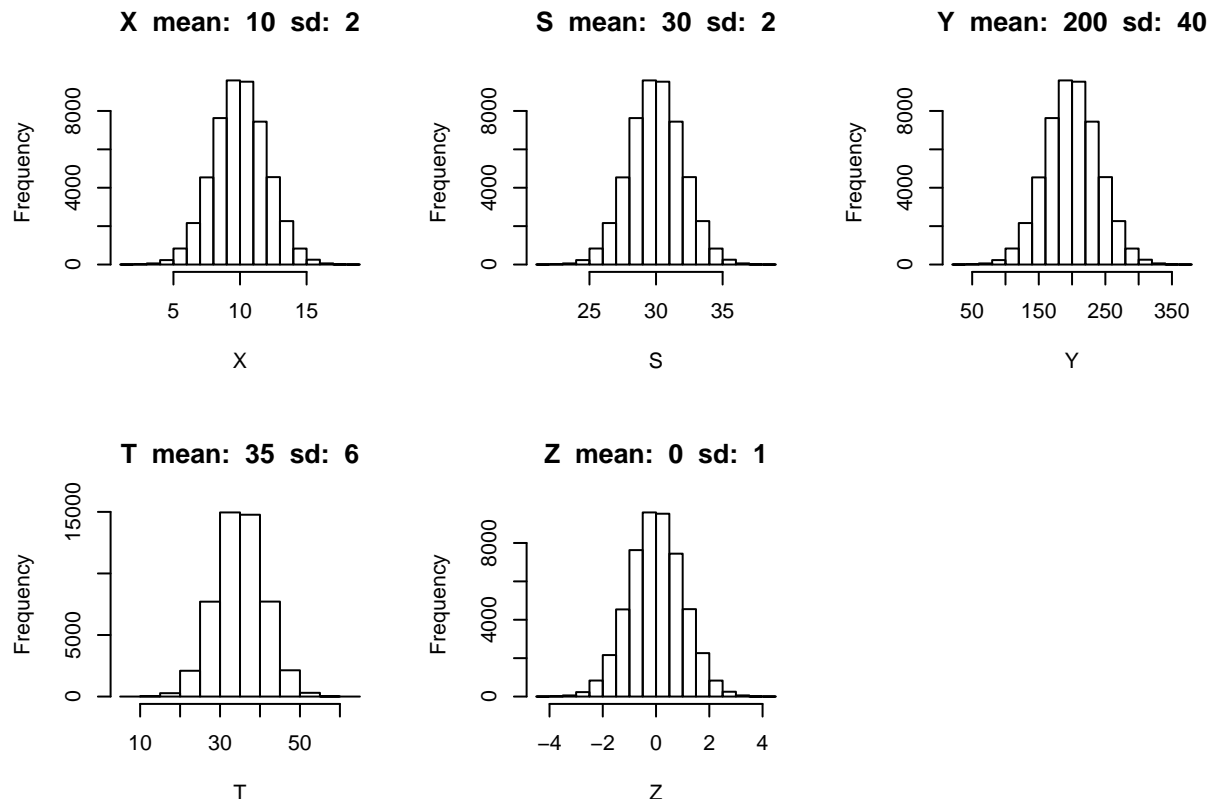 X mean: 10 sd: 2
Frequency
0 4000 8000
5 10 15
X
S mean: 30 sd: 2
Frequency
0 4000 8000
25 30 35
S
Y mean: 200 sd: 40
Frequency
0 4000 8000
50 150 250 350
Y
T mean: 35 sd: 6
Frequency
0 5000 15000
10 30 50
T
Z mean: 0 sd: 1
Frequency
0 4000 8000
−4 −2 0 2 4
Z